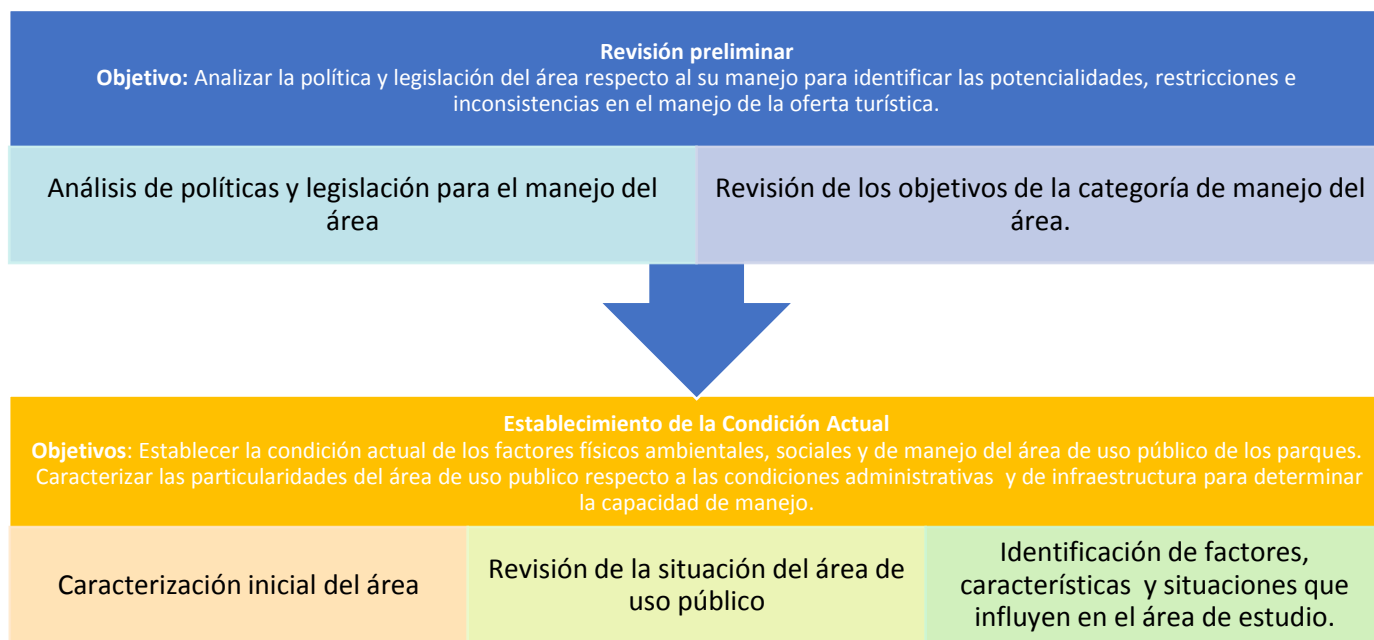 Revisión preliminar
Objetivo: Analizar la política y legislación del área respecto al su manejo para identificar las potencialidades, restricciones e
inconsistencias en el manejo de la oferta turística.
Análisis de políticas y legislación para el manejo del
área
Revisión de los objetivos de la categoría de manejo del
área.
Establecimiento de la Condición Actual
Objetivos: Establecer la condición actual de los factores físicos ambientales, sociales y de manejo del área de uso público de los parques.
Caracterizar las particularidades del área de uso publico respecto a las condiciones administrativas y de infraestructura para determinar
la capacidad de manejo.
Caracterización inicial del área
Revisión de la situación del área de
uso público
Identificación de factores,
características y situaciones que
influyen en el área de estudio.